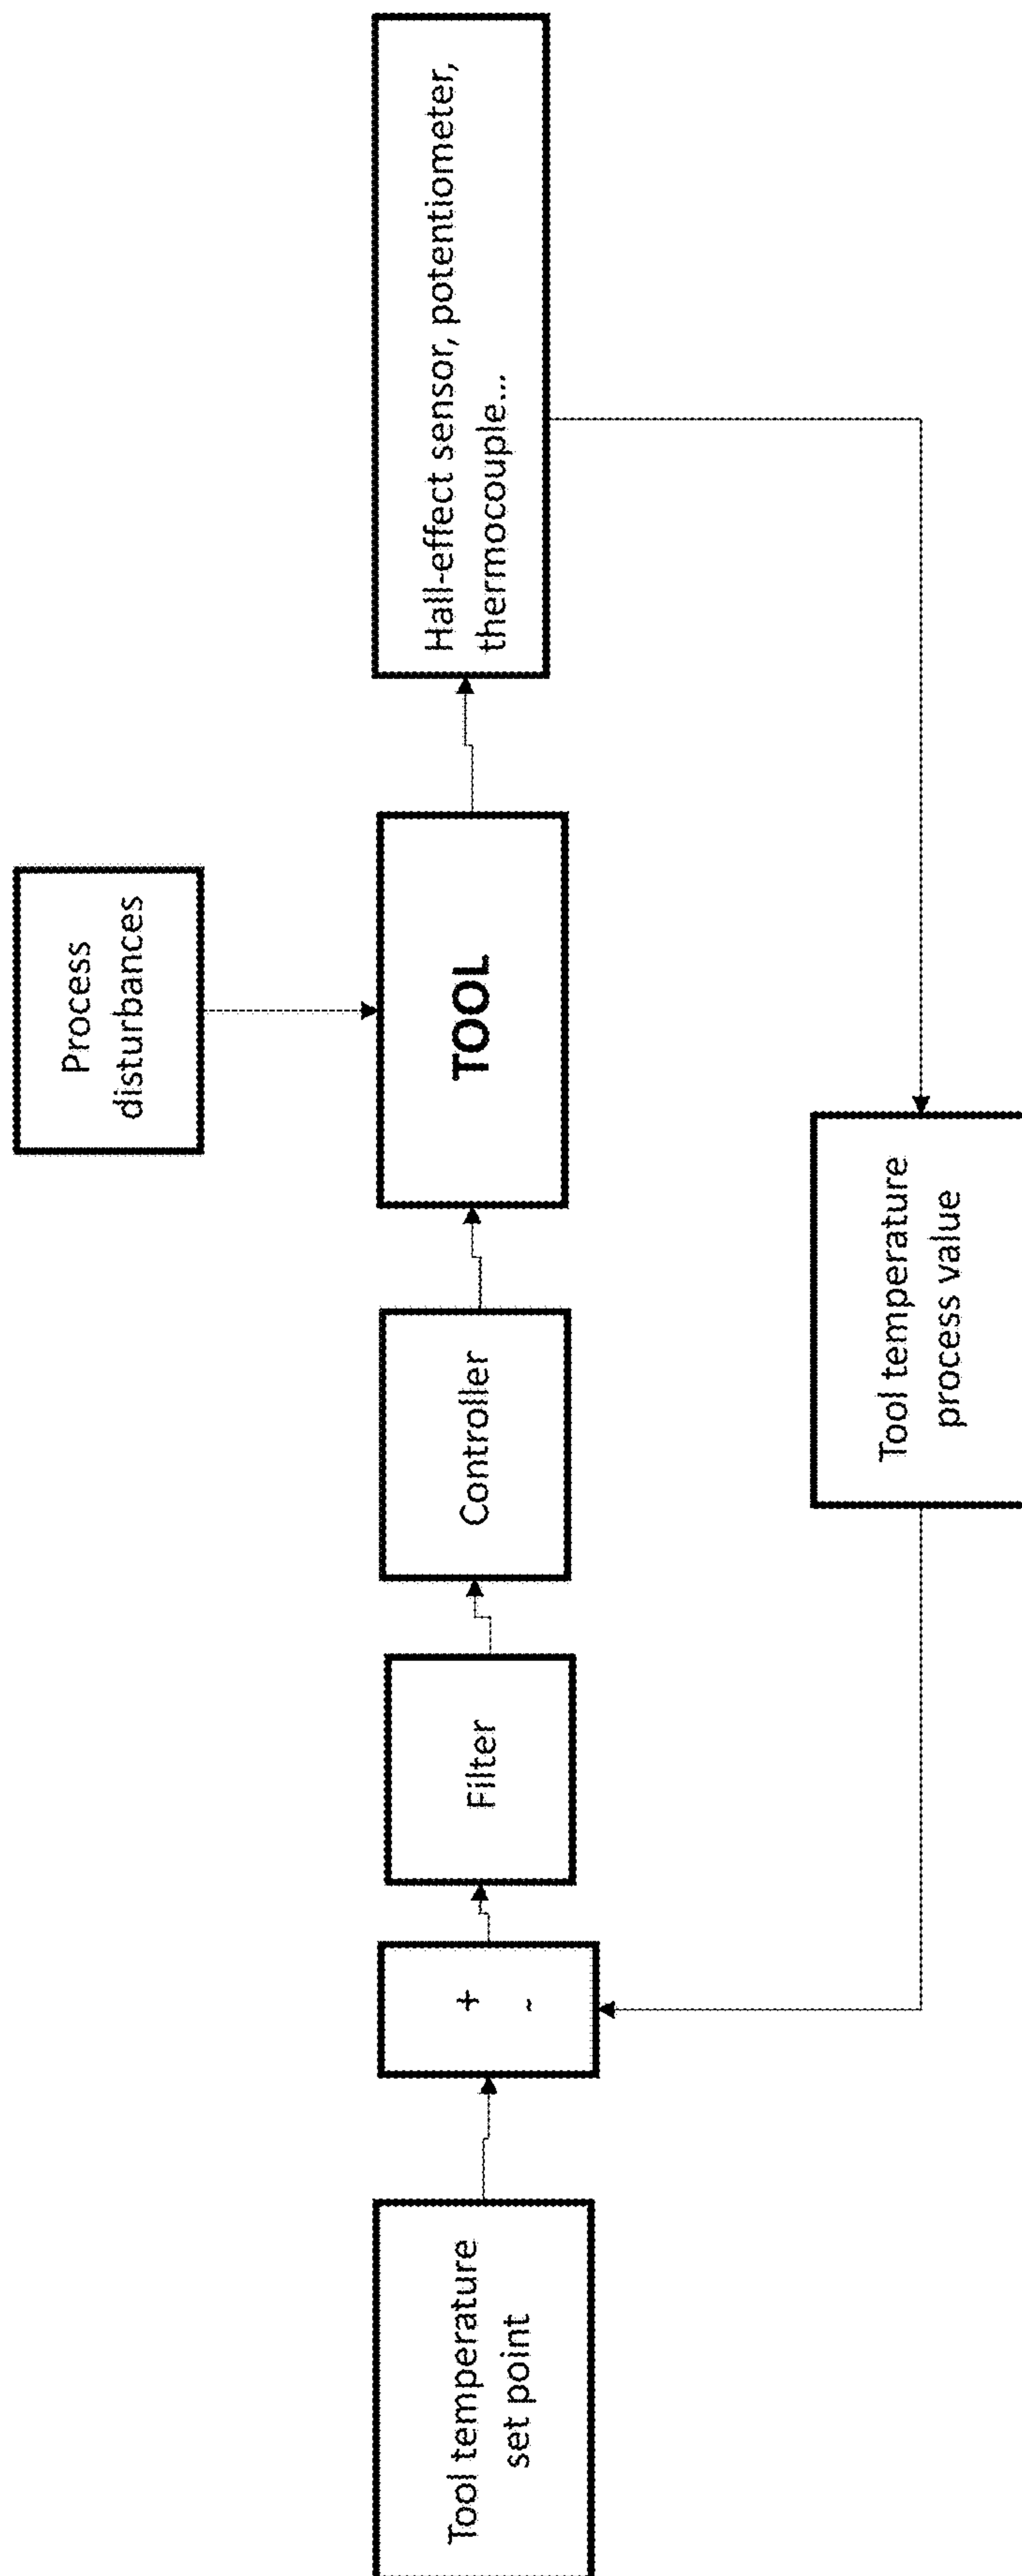 Process
disturbances
Tool temperature
set point
+
-
Filter
Controller
TOOL
Hall-effect sensor, potentiometer,
thermocouple...
Tool temperature
process value